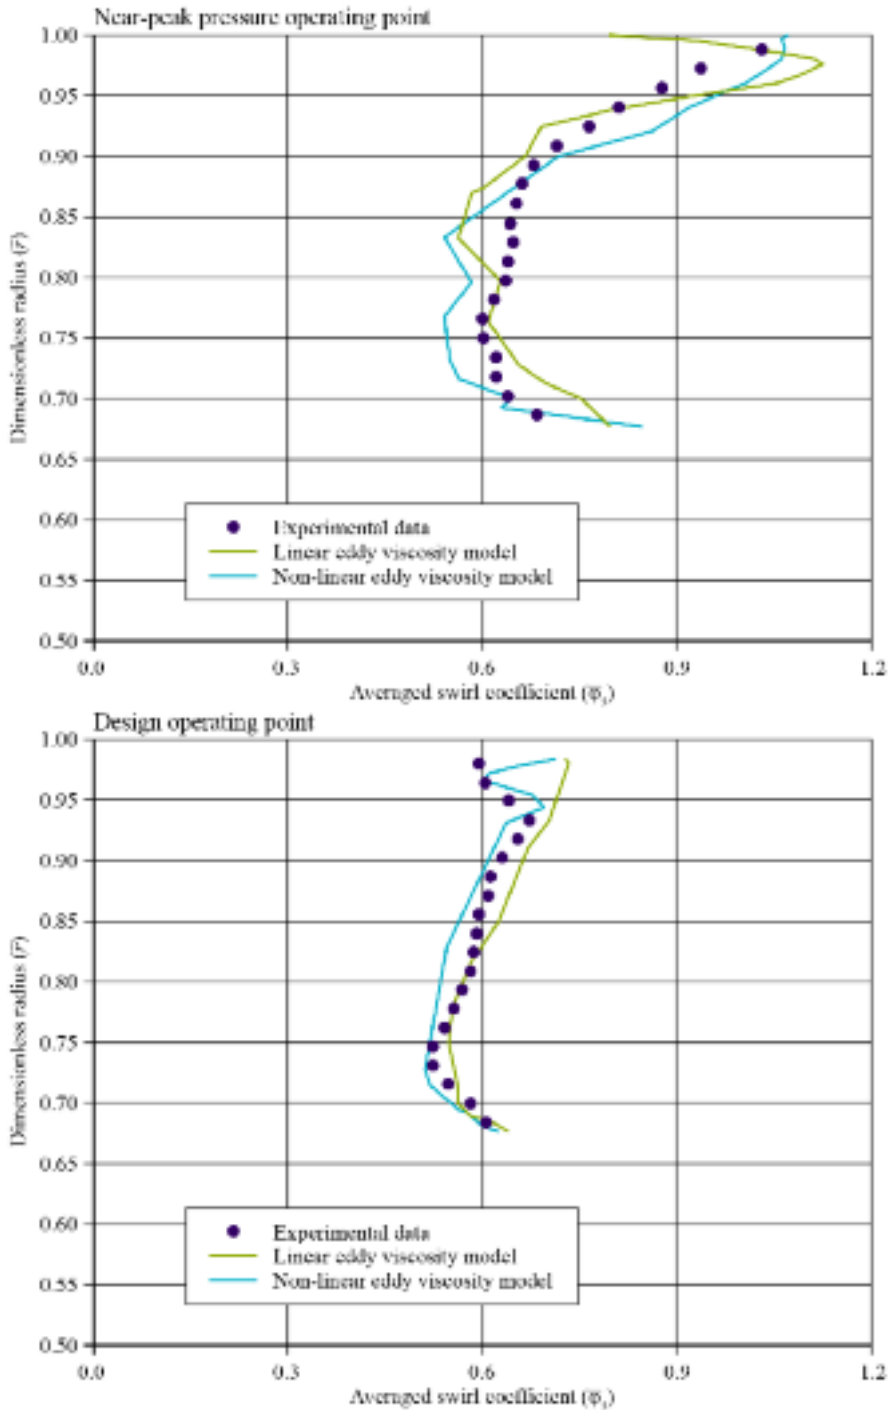 Near-peak pressure operating point
1.00
0.95
0.90
0.85
0.80
0.75
0.70
0.65
0.60
0.55
0.50
Dimensionless radius (r̅)
Experimental data
Linear eddy viscosity model
Non-linear eddy viscosity model
0.0 0.3 0.6 0.9 1.2
Averaged swirl coefficient (φ̅ₛ)
Design operating point
1.00
0.95
0.90
0.85
0.80
0.75
0.70
0.65
0.60
0.55
0.50
Dimensionless radius (r̅)
Experimental data
Linear eddy viscosity model
Non-linear eddy viscosity model
0.0 0.3 0.6 0.9 1.2
Averaged swirl coefficient (φ̅ₛ)